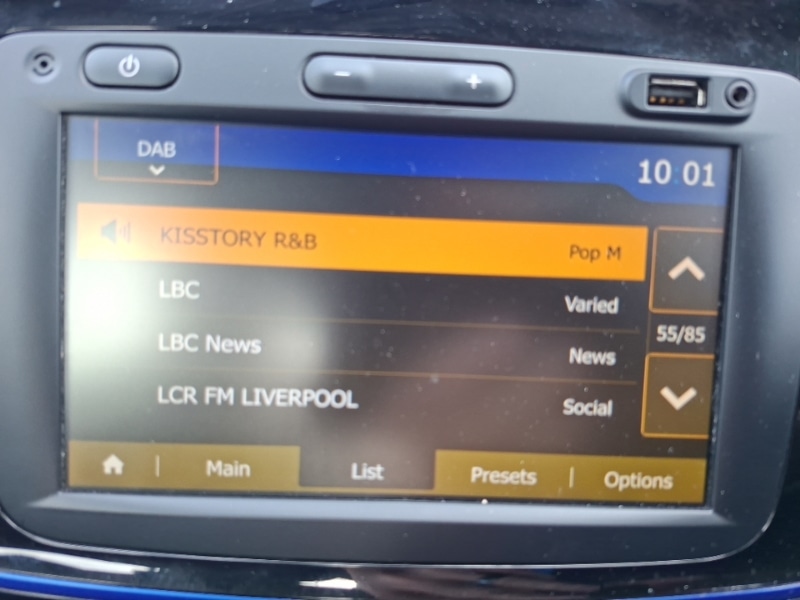 DAB
10:01
KISSTORY R&B Pop M
LBC Varied
55/85
LBC News News
LCR FM LIVERPOOL Social
Main List Presets Options